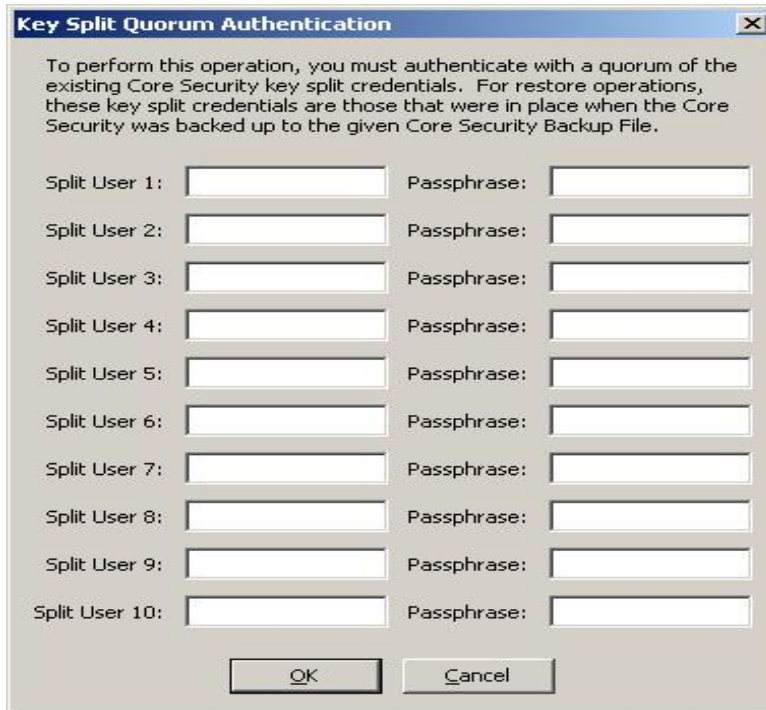 Key Split Quorum Authentication
To perform this operation, you must authenticate with a quorum of the
existing Core Security key split credentials. For restore operations,
these key split credentials are those that were in place when the Core
Security was backed up to the given Core Security Backup File.
Split User 1: Passphrase:
Split User 2: Passphrase:
Split User 3: Passphrase:
Split User 4: Passphrase:
Split User 5: Passphrase:
Split User 6: Passphrase:
Split User 7: Passphrase:
Split User 8: Passphrase:
Split User 9: Passphrase:
Split User 10: Passphrase:
OK Cancel